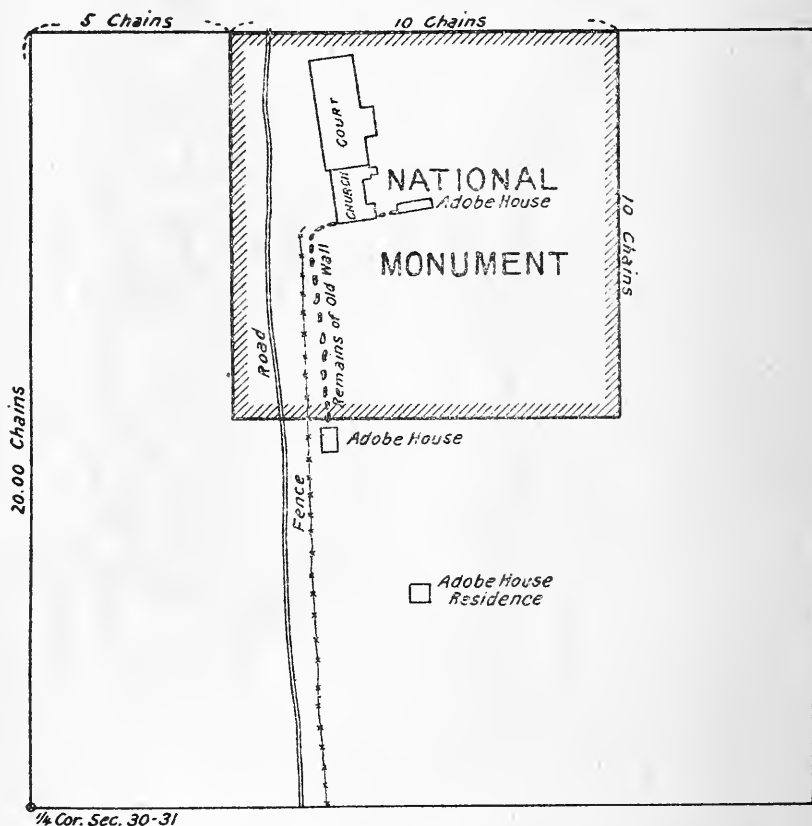 5 Chains
10 Chains
COURT
CHURCH
NATIONAL
Adobe House
MONUMENT
10 Chains
Remains of Old Wall
Road
Adobe House
20.00 Chains
Fence
Adobe House
Residence
1/4 Cor. Sec. 30-31